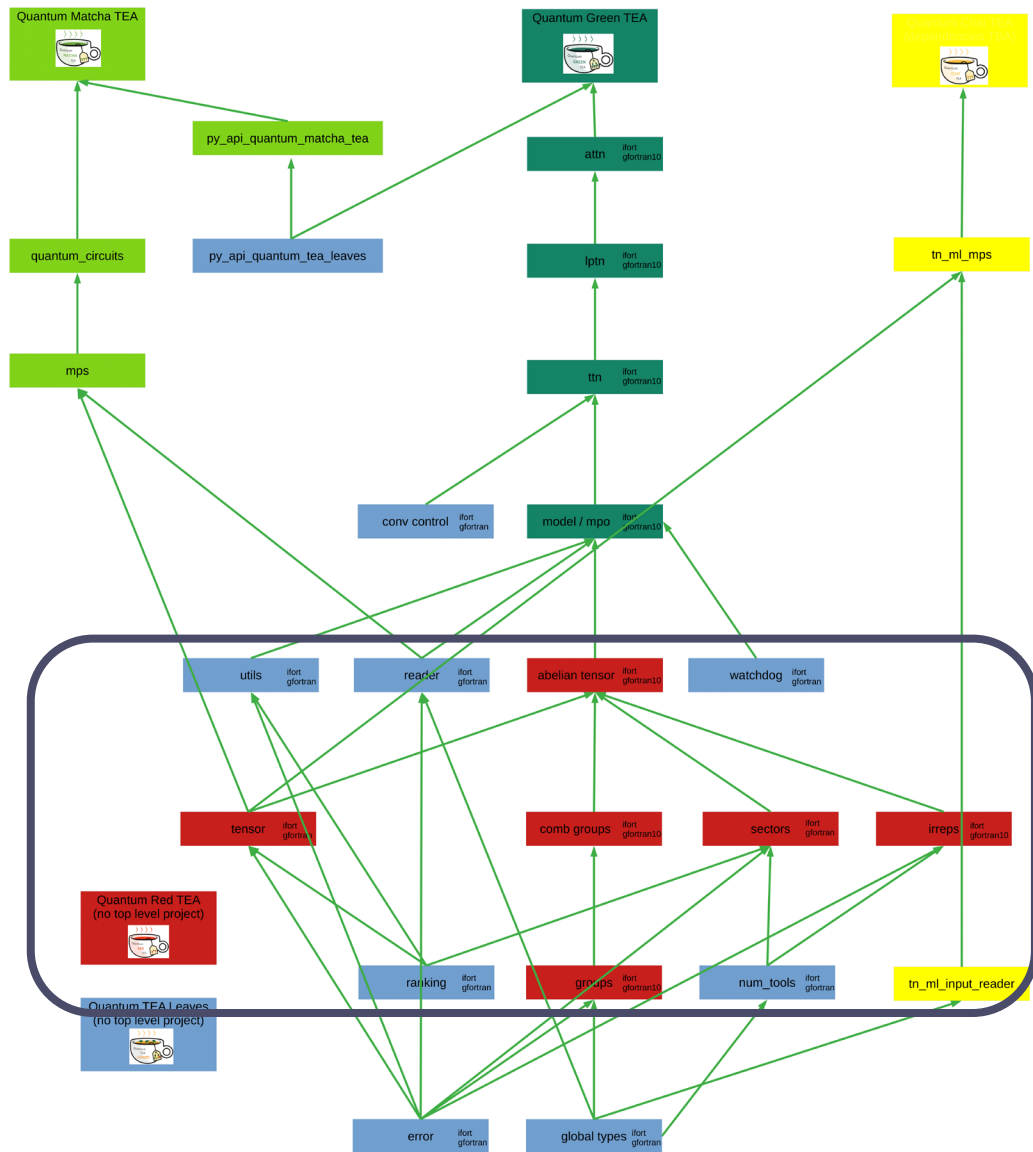 Quantum Matcha TEA
Quantum Green TEA
py_api_quantum_matcha_tea
attn
ifort
gfortran10
quantum_circuits
py_api_quantum_tea_leaves
lptn
ifort
gfortran10
tn_ml_mps
mps
ttn
ifort
gfortran10
conv control
ifort
gfortran
model / mpo
ifort
gfortran10
utils
ifort
gfortran
reader
ifort
gfortran
abelian tensor
ifort
gfortran10
watchdog
ifort
gfortran
tensor
ifort
gfortran
comb groups
ifort
gfortran10
sectors
ifort
gfortran
irreps
ifort
gfortran10
Quantum Red TEA
(no top level project)
ranking
ifort
gfortran
groups
ifort
gfortran10
num_tools
ifort
gfortran
tn_ml_input_reader
Quantum TEA Leaves
(no top level project)
error
ifort
gfortran
global types
ifort
gfortran